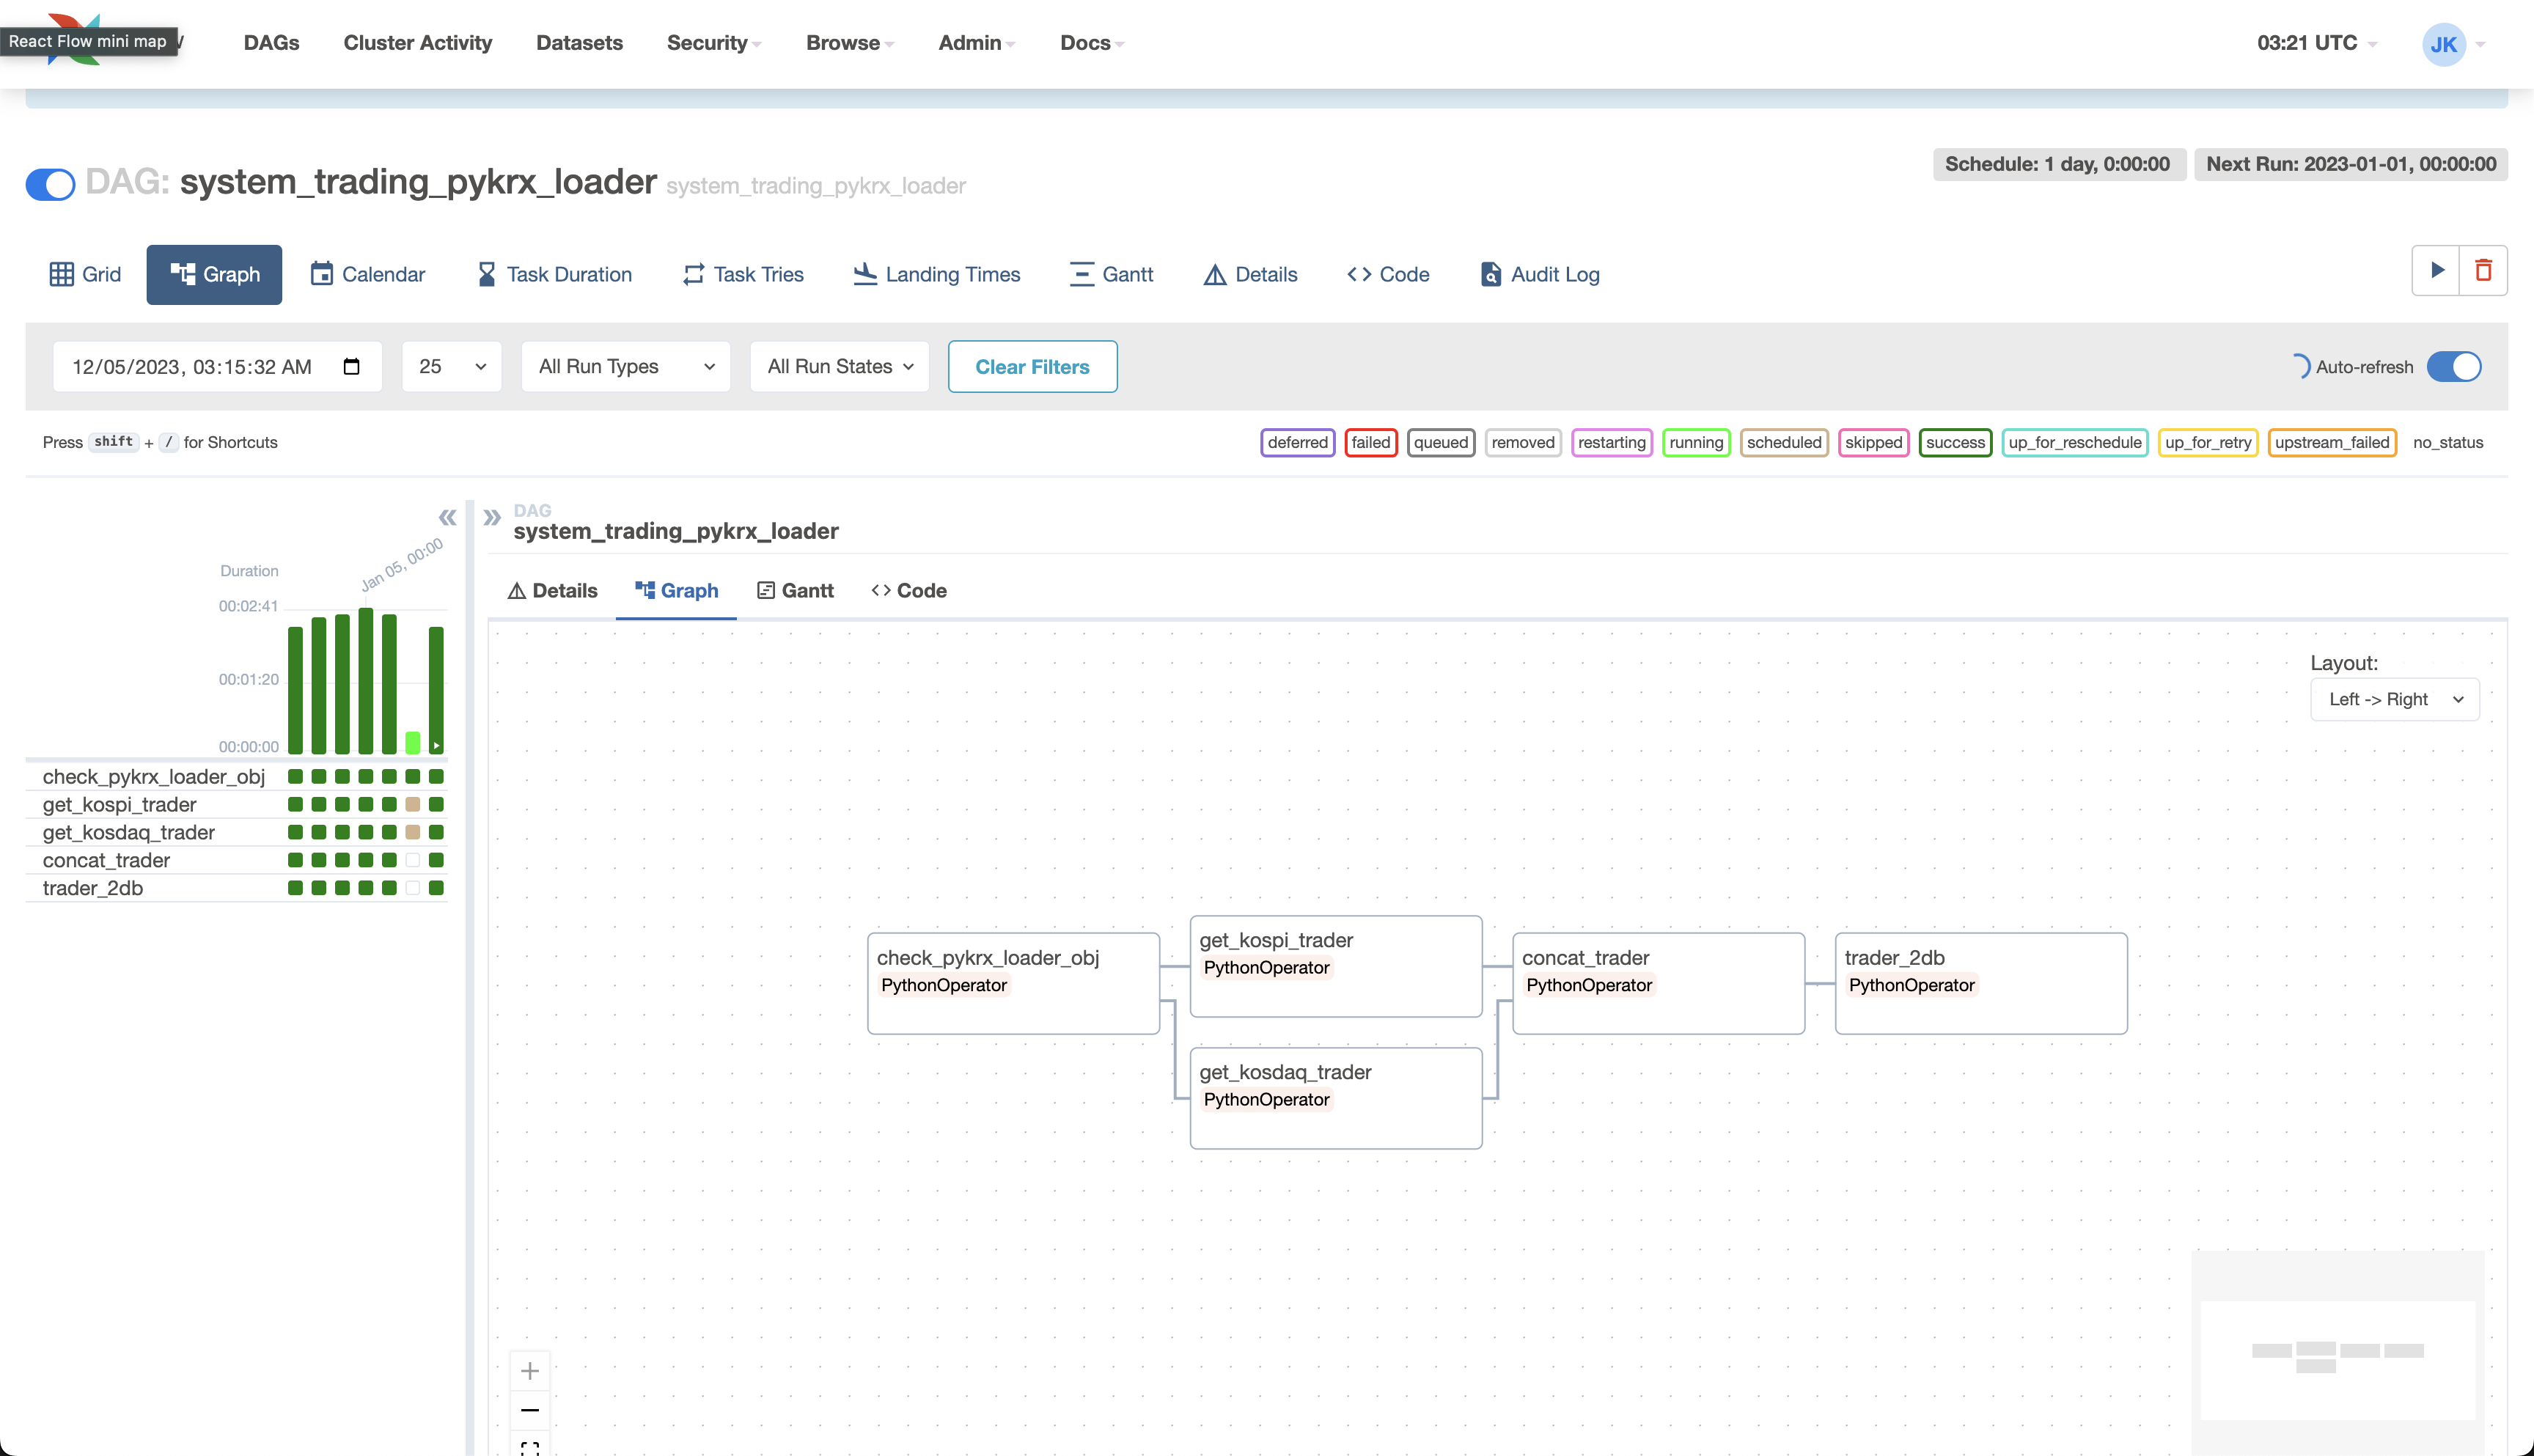 React Flow mini map
DAGs
Cluster Activity
Datasets
Security
Browse
Admin
Docs
03:21 UTC
JK
DAG: system_trading_pykrx_loader system_trading_pykrx_loader
Schedule: 1 day, 0:00:00
Next Run: 2023-01-01, 00:00:00
Grid
Graph
Calendar
Task Duration
Task Tries
Landing Times
Gantt
Details
Code
Audit Log
12/05/2023, 03:15:32 AM
25
All Run Types
All Run States
Clear Filters
Auto-refresh
Press shift + / for Shortcuts
deferred
failed
queued
removed
restarting
running
scheduled
skipped
success
up_for_reschedule
up_for_retry
upstream_failed
no_status
Jan 05, 00:00
Duration
00:02:41
00:01:20
00:00:00
check_pykrx_loader_obj
get_kospi_trader
get_kosdaq_trader
concat_trader
trader_2db
DAG
system_trading_pykrx_loader
Details
Graph
Gantt
Code
Layout:
Left -> Right
check_pykrx_loader_obj
PythonOperator
get_kospi_trader
PythonOperator
get_kosdaq_trader
PythonOperator
concat_trader
PythonOperator
trader_2db
PythonOperator